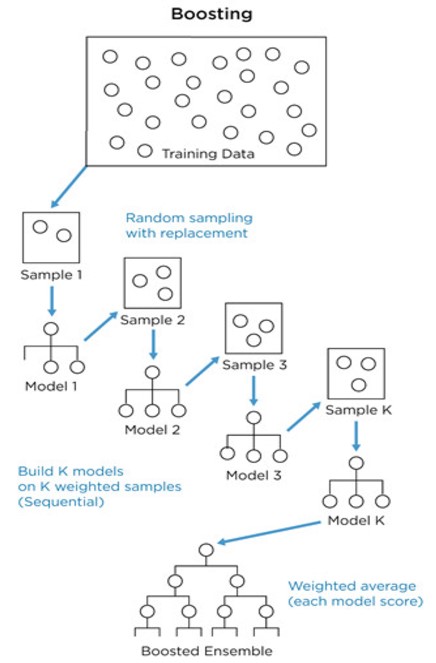 Boosting
Training Data
Random sampling
with replacement
Sample 1
Sample 2
Model 1
Sample 3
Model 2
Sample K
Model 3
Build K models
on K weighted samples
(Sequential)
Model K
Weighted average
(each model score)
Boosted Ensemble